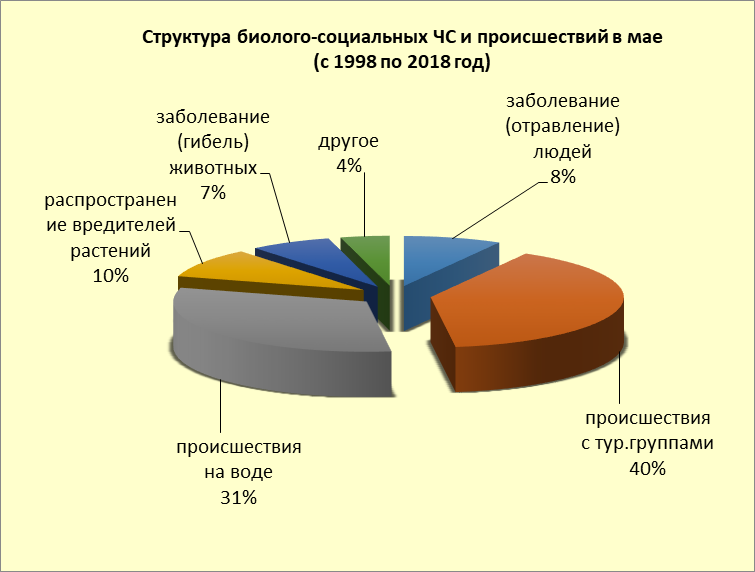 Структура биолого-социальных ЧС и происшествий в мае
(с 1998 по 2018 год)
заболевание
(отравление)
людей
8%
происшествия
с тур.группами
40%
происшествия
на воде
31%
распространен
ие вредителей
растений
10%
заболевание
(гибель)
животных
7%
другое
4%